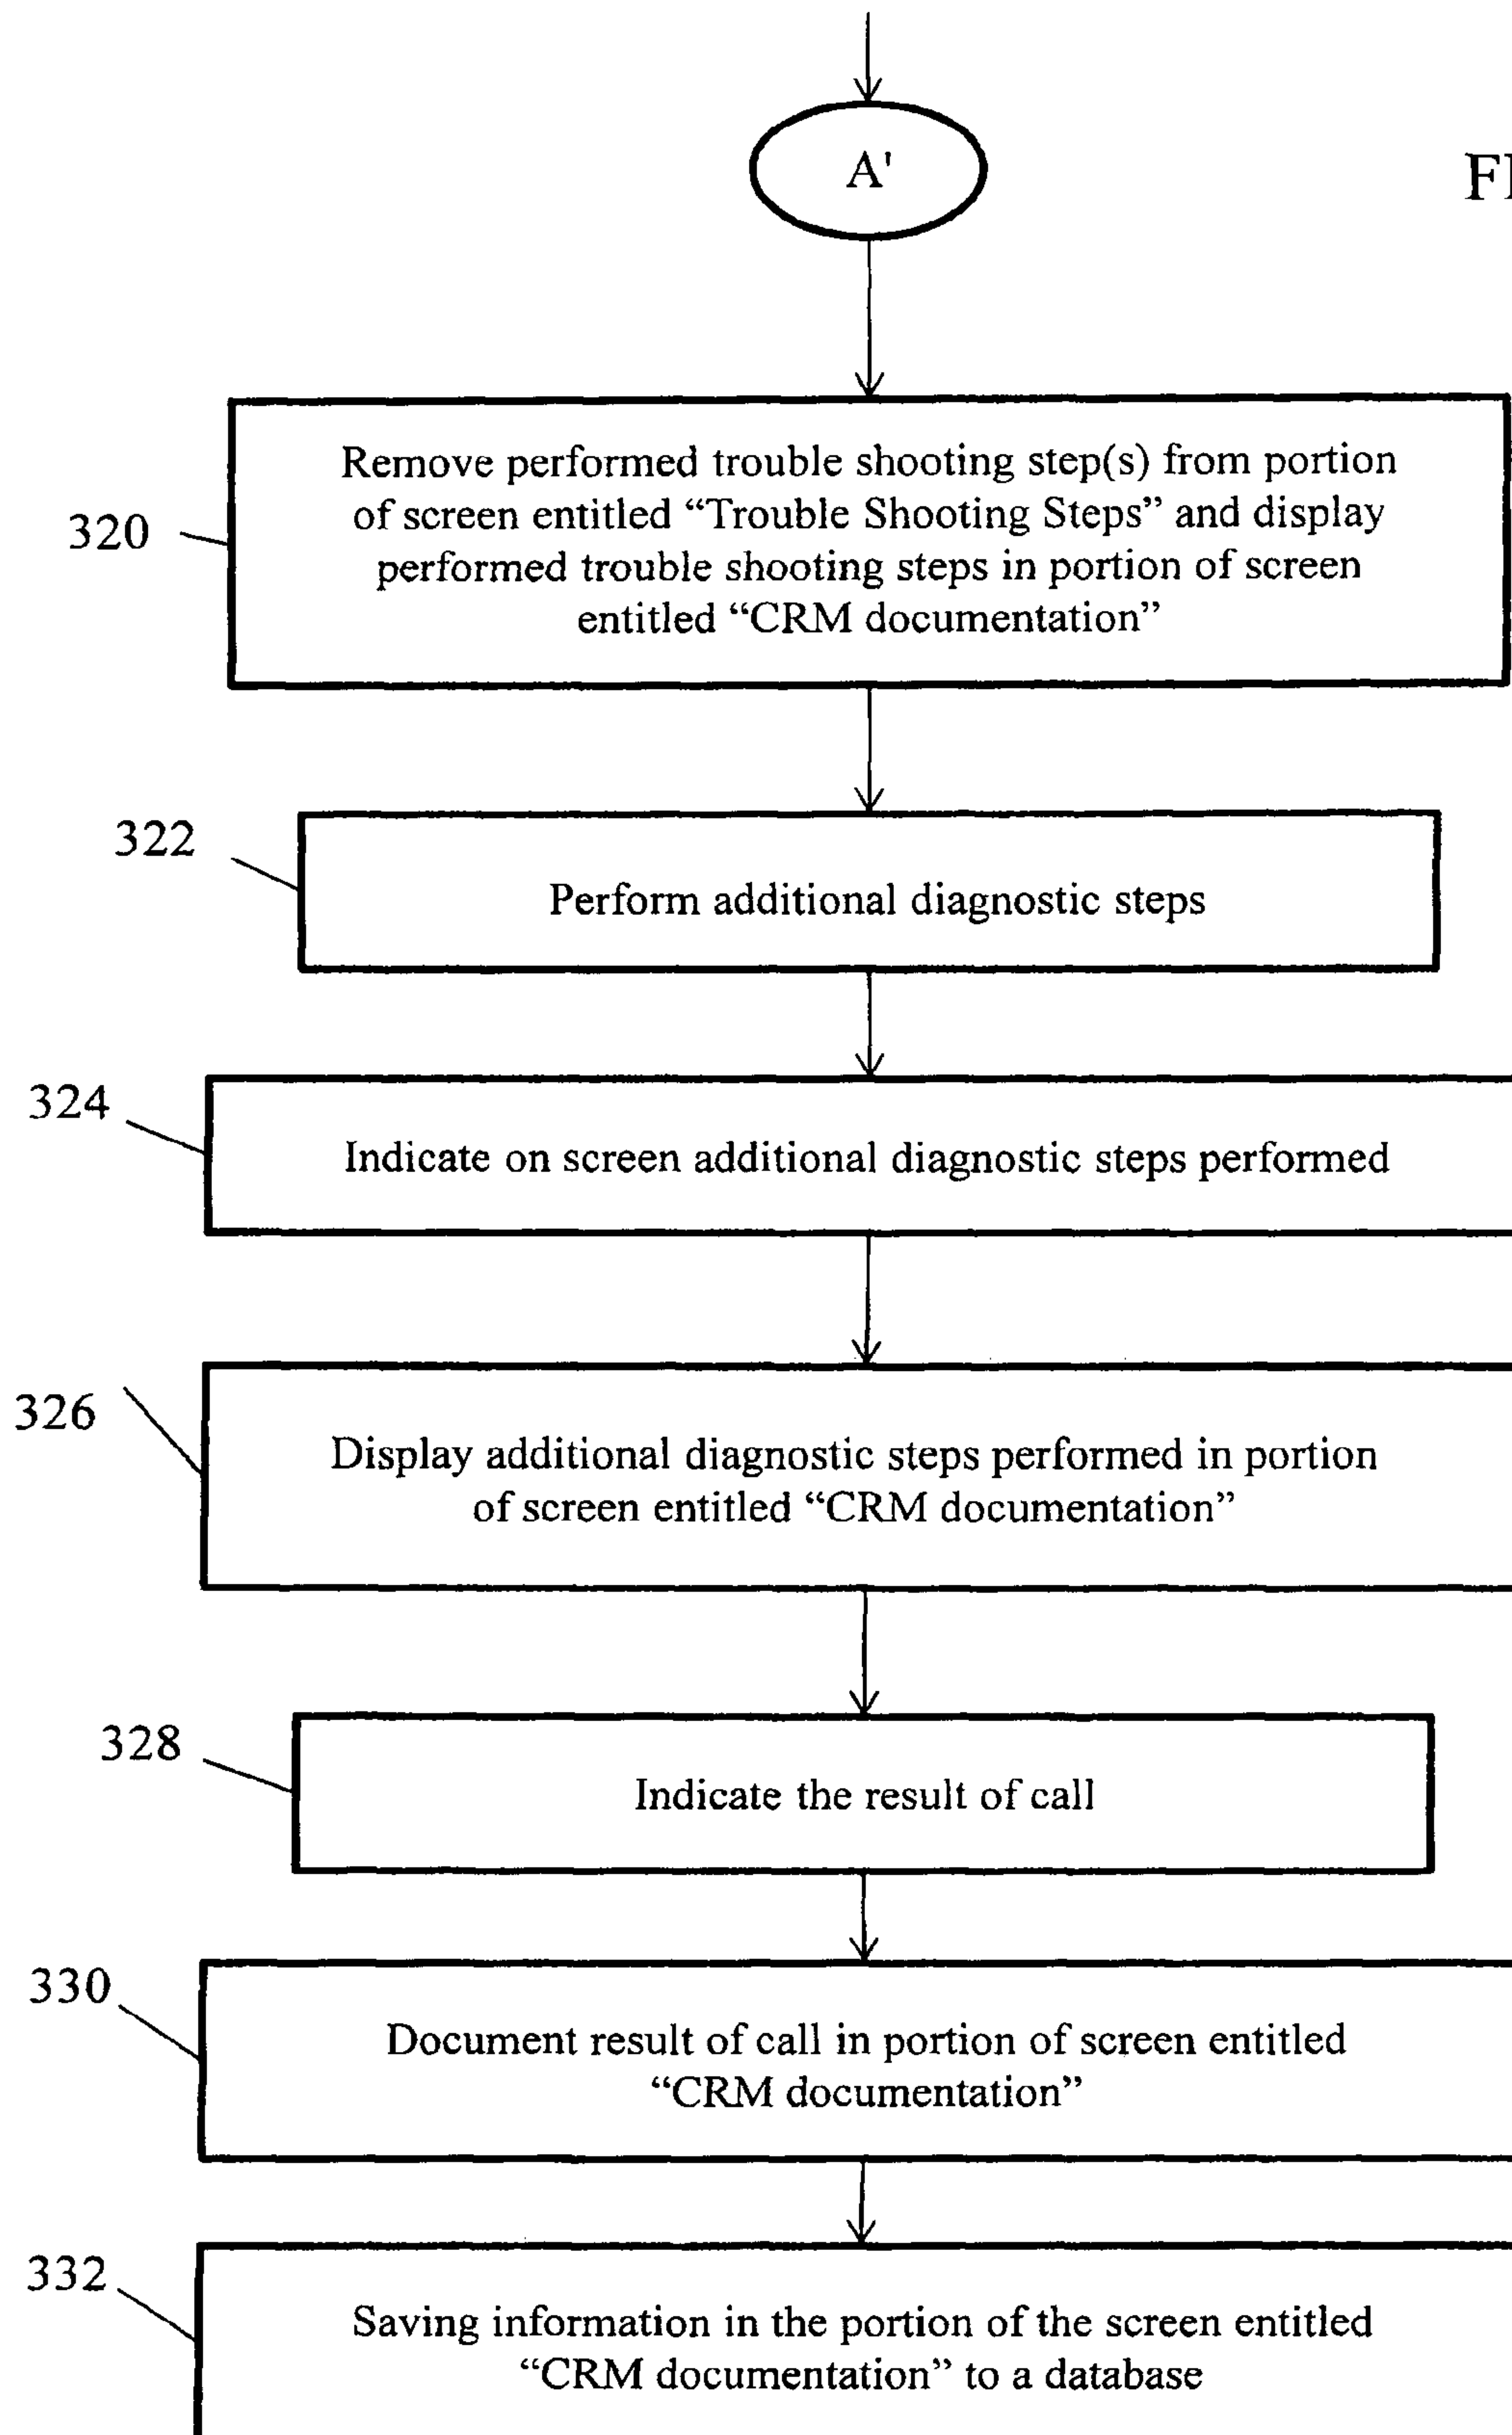 A'
FI
Remove performed trouble shooting step(s) from portion
of screen entitled “Trouble Shooting Steps” and display
performed trouble shooting steps in portion of screen
entitled “CRM documentation”
320
322
Perform additional diagnostic steps
324
Indicate on screen additional diagnostic steps performed
326
Display additional diagnostic steps performed in portion
of screen entitled “CRM documentation”
328
Indicate the result of call
330
Document result of call in portion of screen entitled
“CRM documentation”
332
Saving information in the portion of the screen entitled
“CRM documentation” to a database